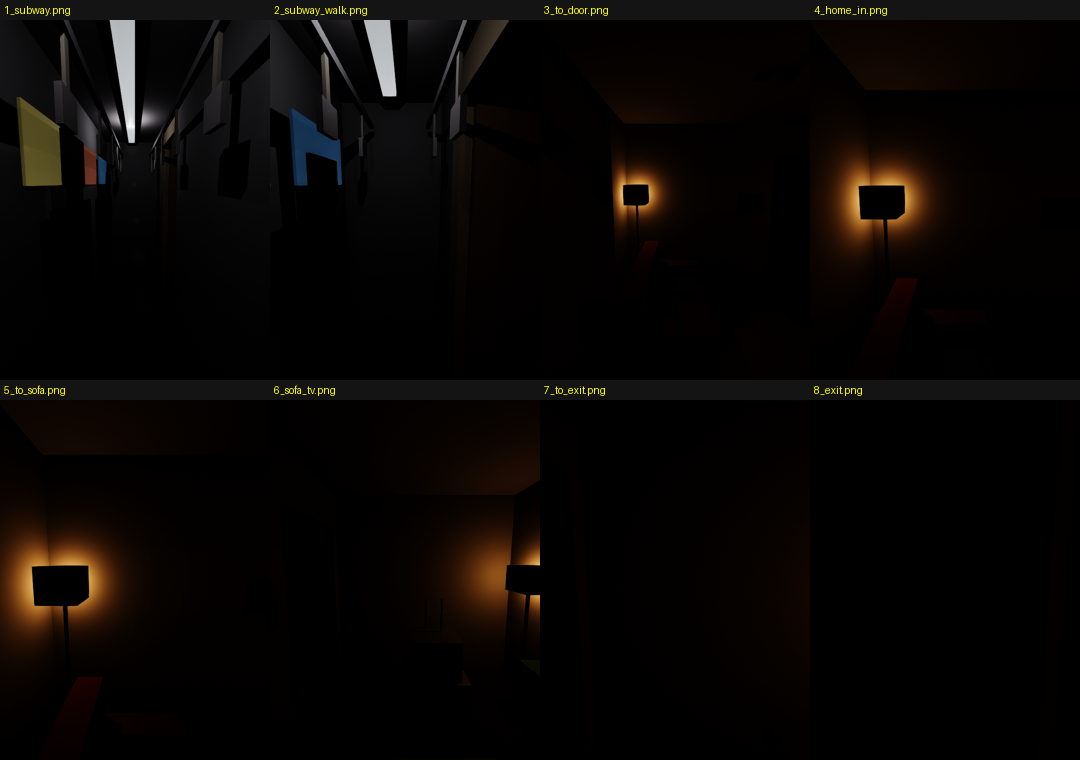 1_subway.png
2_subway_walk.png
3_to_door.png
4_home_in.png
5_to_sofa.png
6_sofa_tv.png
7_to_exit.png
8_exit.png